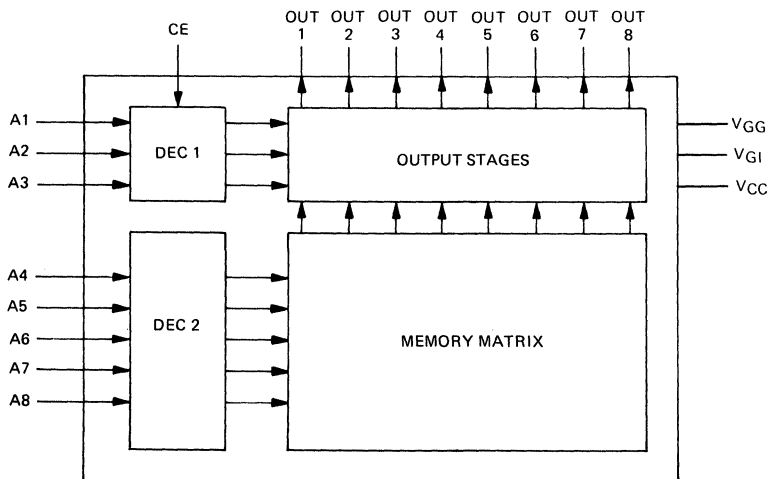 OUT OUT OUT OUT OUT OUT OUT OUT
1 2 3 4 5 6 7 8
CE
A1
A2
A3
DEC 1
OUTPUT STAGES
VGG
VGI
VCC
A4
A5
A6
A7
A8
DEC 2
MEMORY MATRIX